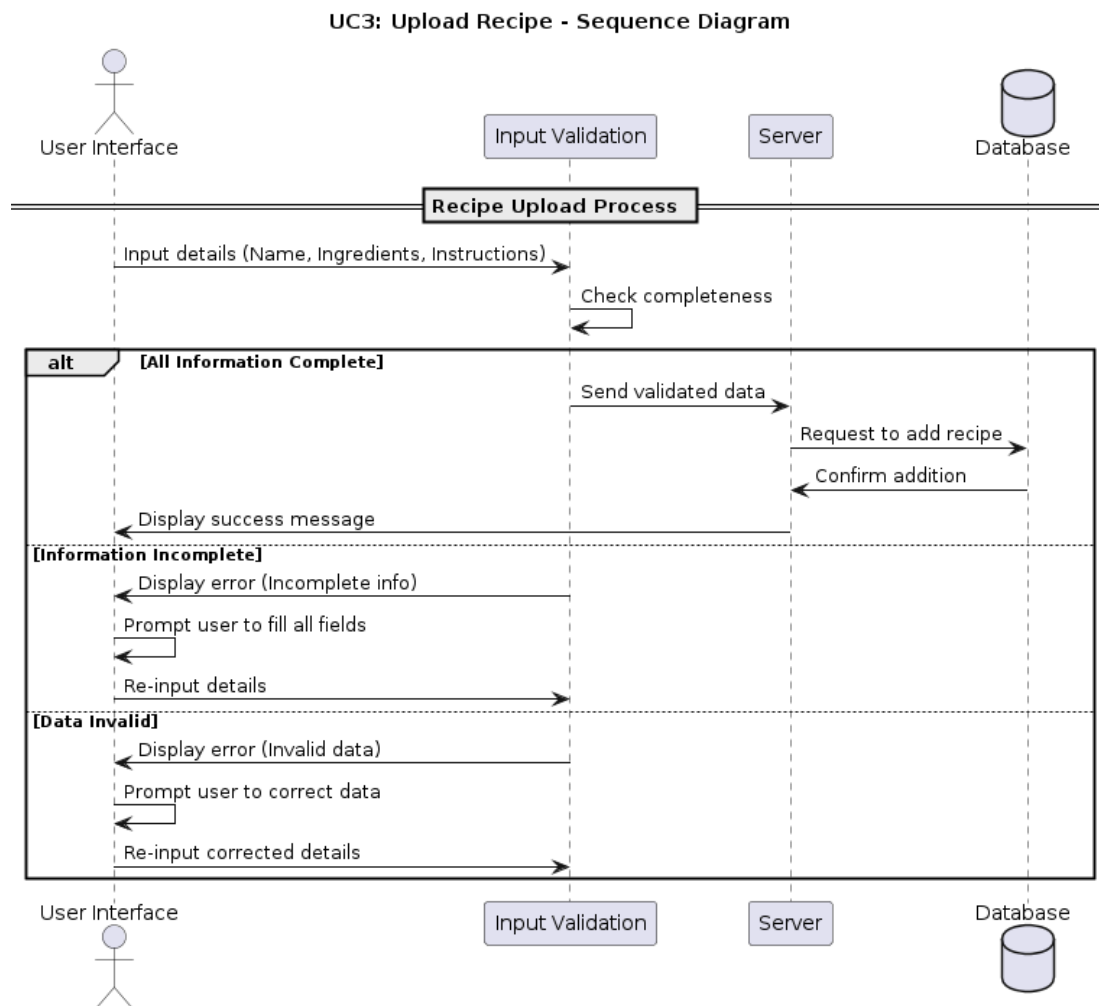 UC3: Upload Recipe - Sequence Diagram
User Interface
Input Validation
Server
Database
Recipe Upload Process
Input details (Name, Ingredients, Instructions)
Check completeness
alt
[All Information Complete]
Send validated data
Request to add recipe
Confirm addition
Display success message
[Information Incomplete]
Display error (Incomplete info)
Prompt user to fill all fields
Re-input details
[Data Invalid]
Display error (Invalid data)
Prompt user to correct data
Re-input corrected details
User Interface
Input Validation
Server
Database